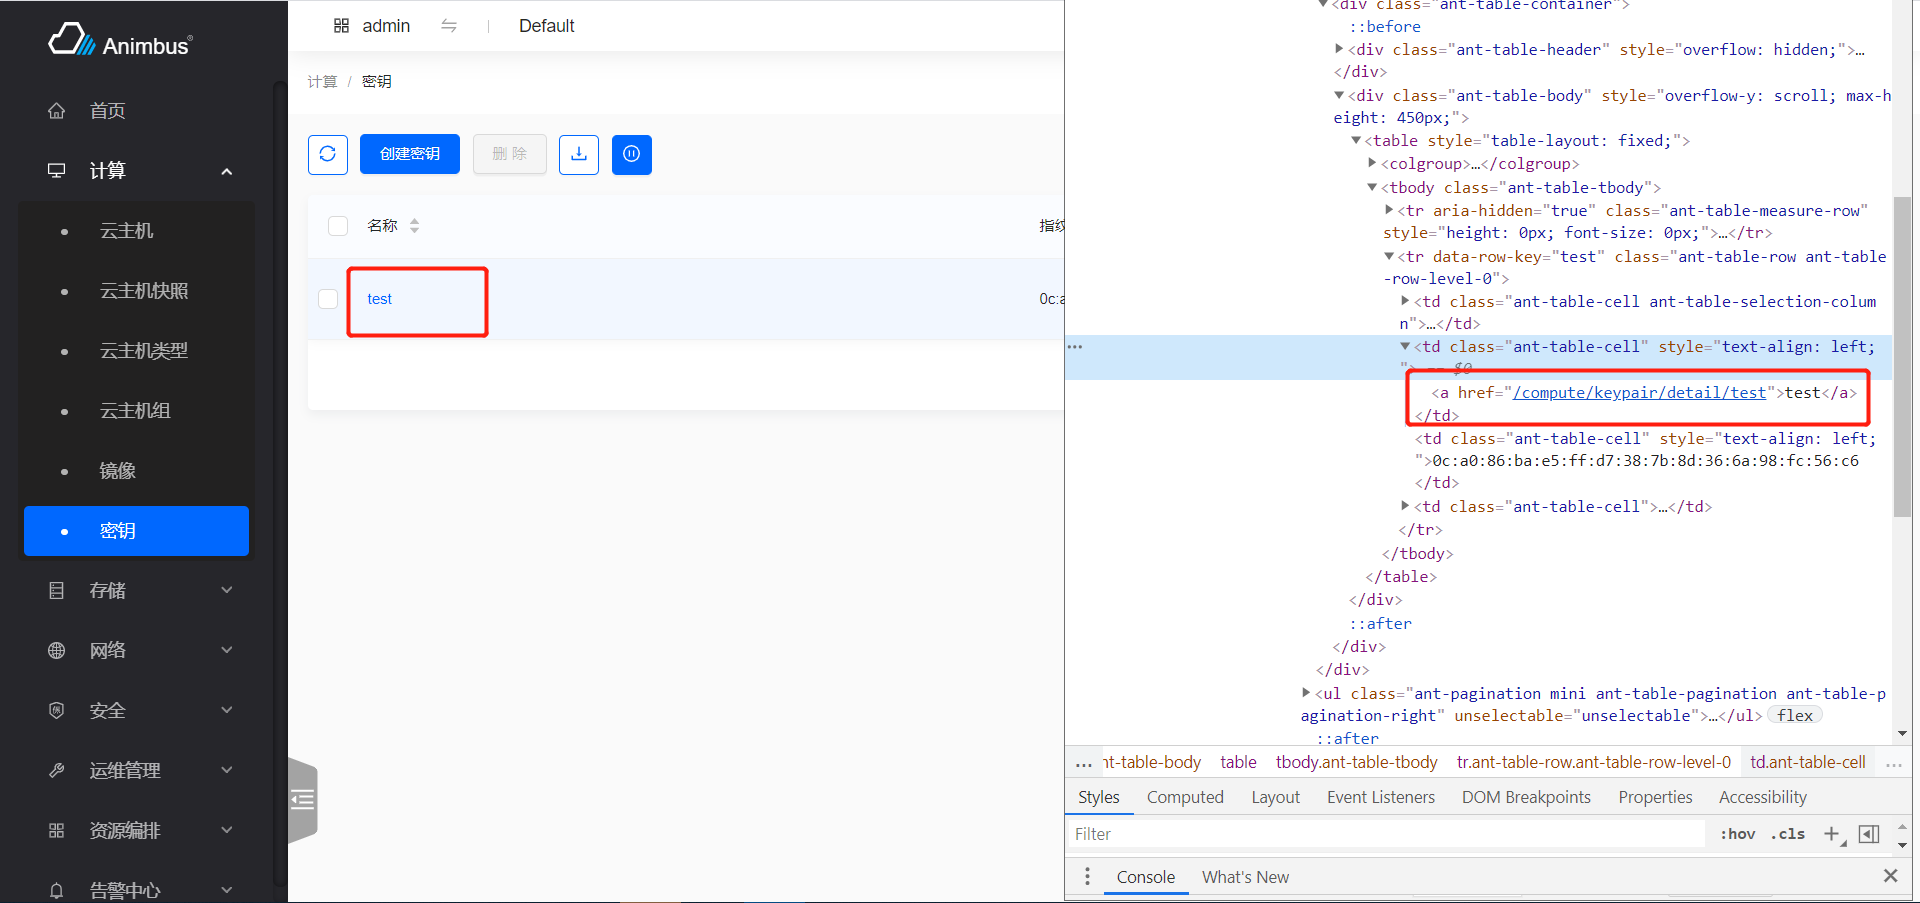 Animbus®
首页
计算
云主机
云主机快照
云主机类型
云主机组
镜像
密钥
存储
网络
安全
运维管理
资源编排
告警中心
admin
Default
计算 / 密钥
创建密钥
删 除
名称
指纹
test
0c:a
▼<div class="ant-table-container">
::before
▶<div class="ant-table-header" style="overflow: hidden;">…
</div>
▼<div class="ant-table-body" style="overflow-y: scroll; max-h
eight: 450px;">
▼<table style="table-layout: fixed;">
▶<colgroup>…</colgroup>
▼<tbody class="ant-table-tbody">
▶<tr aria-hidden="true" class="ant-table-measure-row"
style="height: 0px; font-size: 0px;">…</tr>
▼<tr data-row-key="test" class="ant-table-row ant-table
-row-level-0">
▶<td class="ant-table-cell ant-table-selection-colum
n">…</td>
▼<td class="ant-table-cell" style="text-align: left;
"> == $0
<a href="/compute/keypair/detail/test">test</a>
</td>
<td class="ant-table-cell" style="text-align: left;
">0c:a0:86:ba:e5:ff:d7:38:7b:8d:36:6a:98:fc:56:c6
</td>
▶<td class="ant-table-cell">…</td>
</tr>
</tbody>
</table>
</div>
::after
</div>
</div>
▶<ul class="ant-pagination mini ant-table-pagination ant-table-p
agination-right" unselectable="unselectable">…</ul> flex
::after
… nt-table-body table tbody.ant-table-tbody tr.ant-table-row.ant-table-row-level-0 td.ant-table-cell …
Styles Computed Layout Event Listeners DOM Breakpoints Properties Accessibility
Filter :hov .cls +
Console What's New